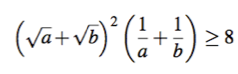 (√a+√b)² (1/a+1/b) ≥ 8